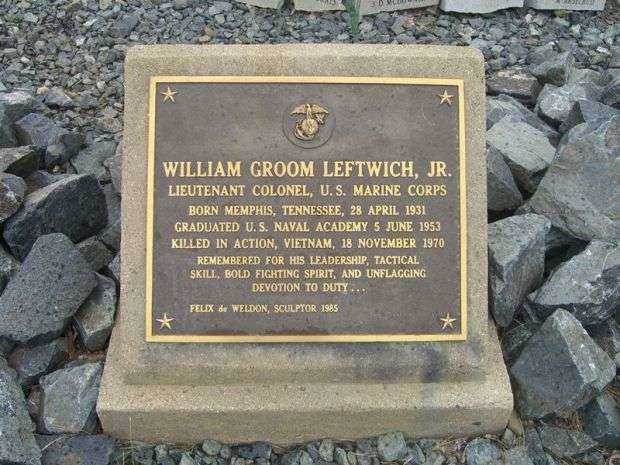 WILLIAM GROOM LEFTWICH, JR.
LIEUTENANT COLONEL, U.S. MARINE CORPS
BORN MEMPHIS, TENNESSEE, 28 APRIL 1931
GRADUATED U.S. NAVAL ACADEMY 5 JUNE 1953
KILLED IN ACTION, VIETNAM, 18 NOVEMBER 1970
REMEMBERED FOR HIS LEADERSHIP, TACTICAL
SKILL, BOLD FIGHTING SPIRIT, AND UNFLAGGING
DEVOTION TO DUTY...
FELIX de WELDON, SCULPTOR 1985